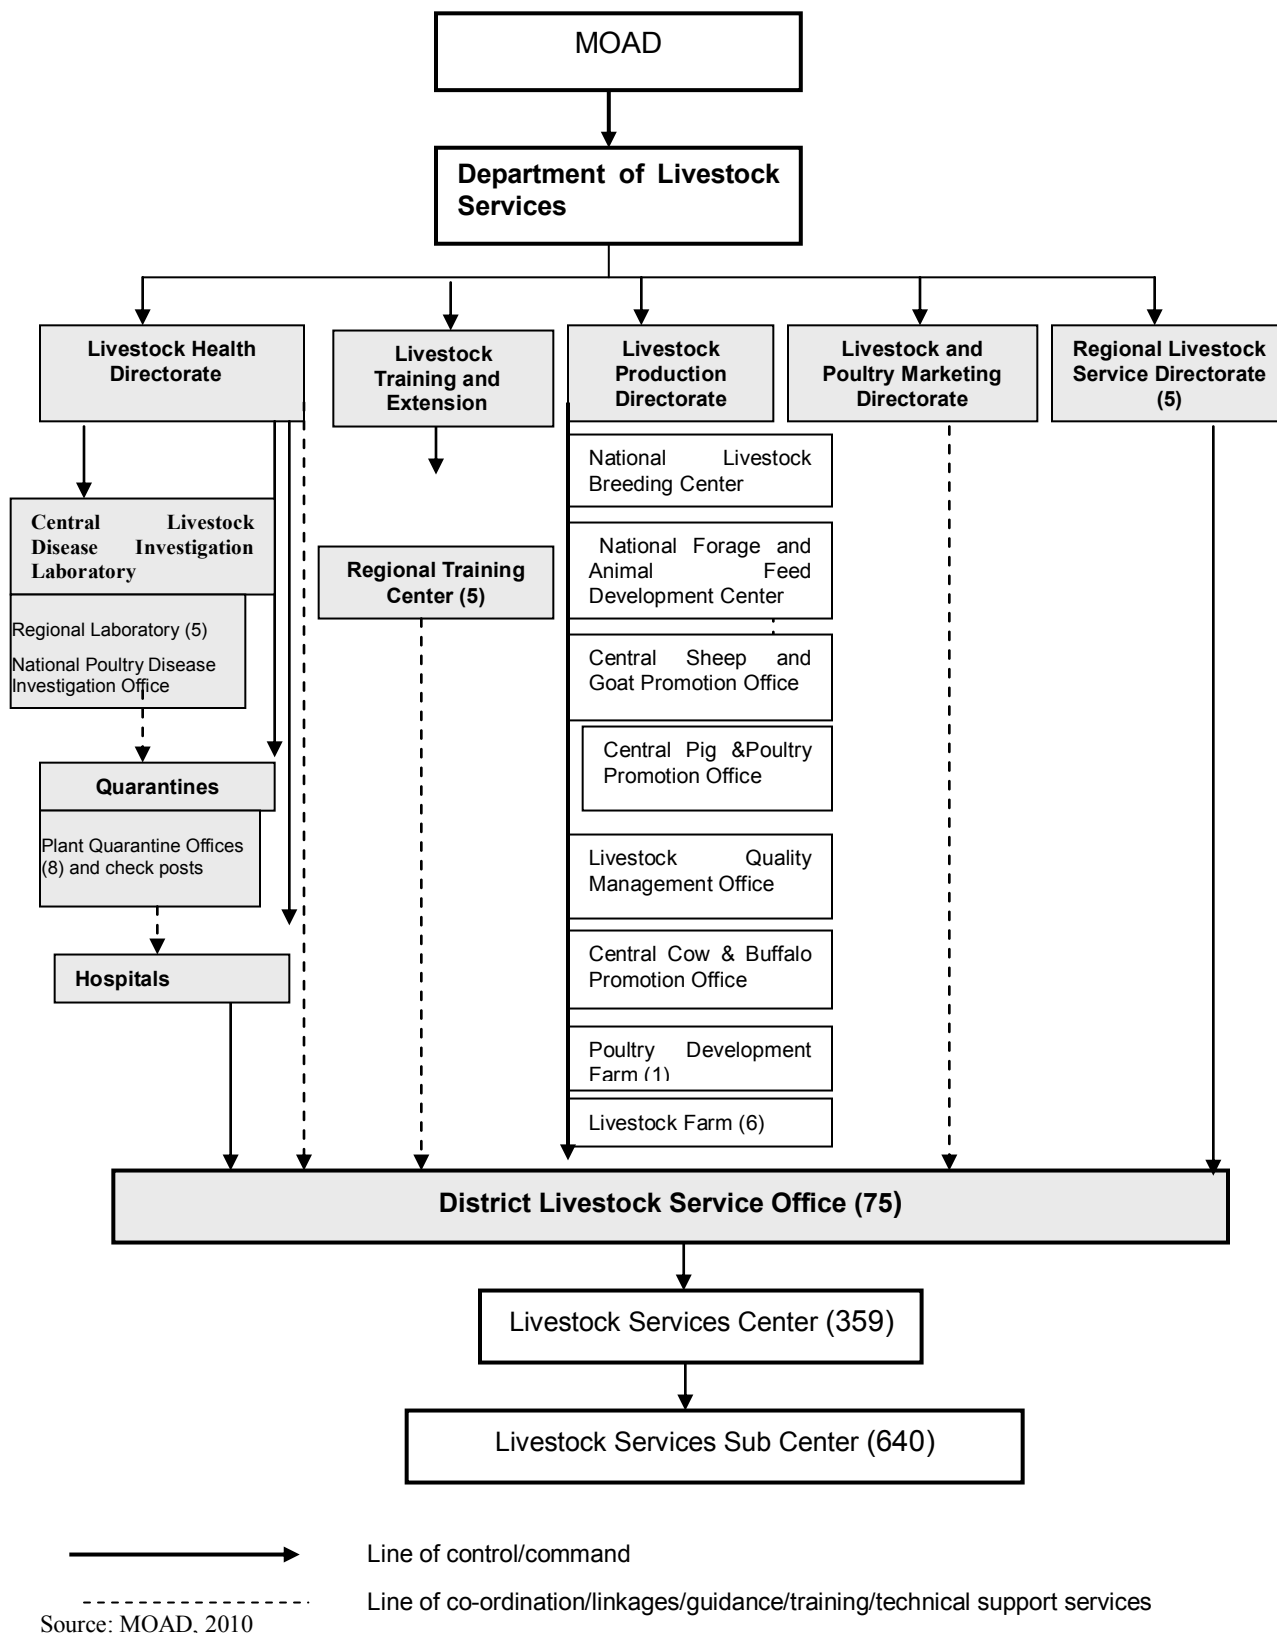 MOAD
Department of Livestock
Services
Livestock Health
Directorate
Livestock
Training and
Extension
Livestock
Production
Directorate
Livestock and
Poultry Marketing
Directorate
Regional Livestock
Service Directorate
(5)
Central Livestock
Disease Investigation
Laboratory
Regional Laboratory (5)
National Poultry Disease
Investigation Office
Quarantines
Plant Quarantine Offices
(8) and check posts
Hospitals
Regional Training
Center (5)
National Livestock
Breeding Center
National Forage and
Animal Feed
Development Center
Central Sheep and
Goat Promotion Office
Central Pig &Poultry
Promotion Office
Livestock Quality
Management Office
Central Cow & Buffalo
Promotion Office
Poultry Development
Farm (1)
Livestock Farm (6)
District Livestock Service Office (75)
Livestock Services Center (359)
Livestock Services Sub Center (640)
Line of control/command
Line of co-ordination/linkages/guidance/training/technical support services
Source: MOAD, 2010